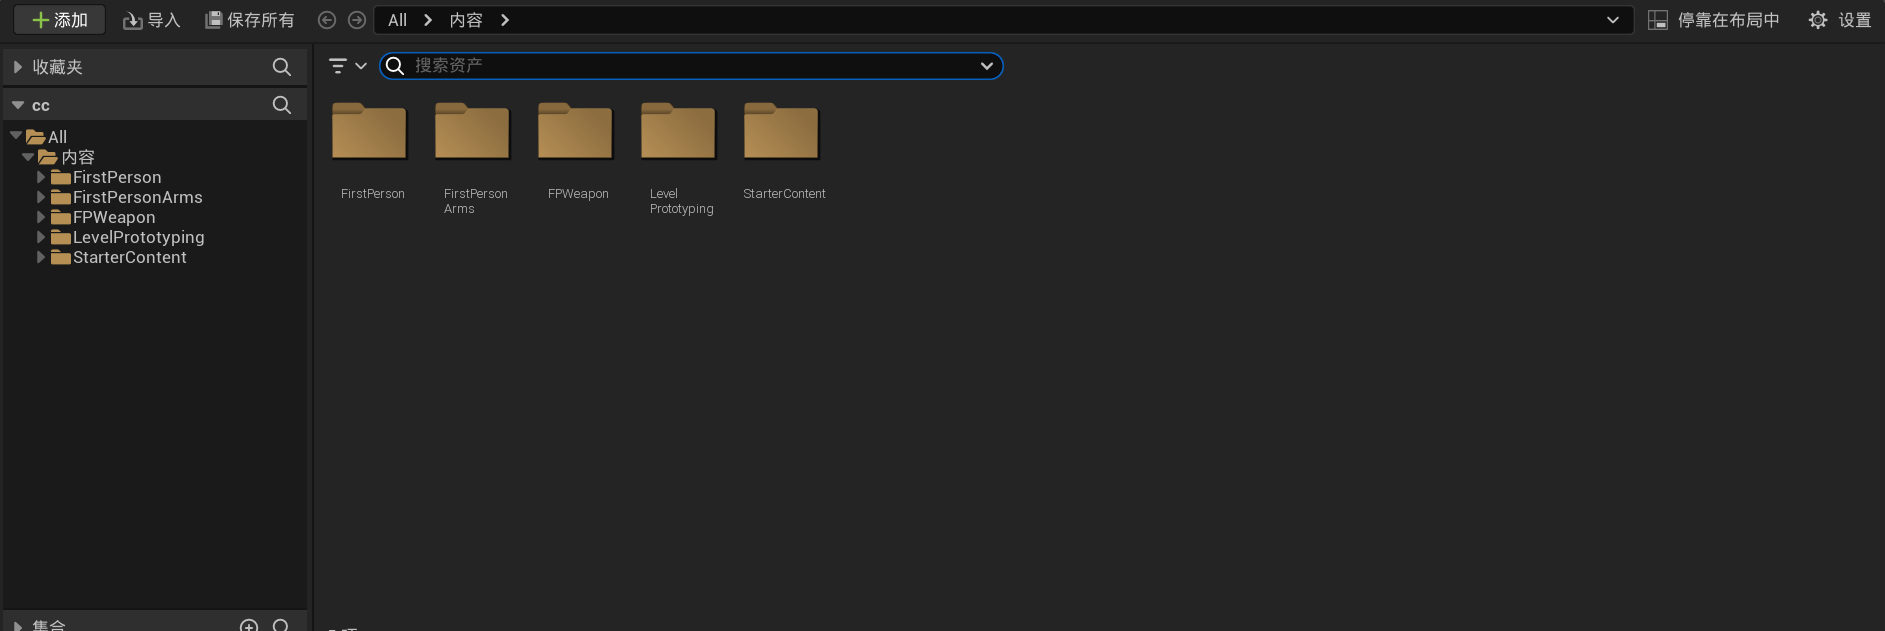 添加 导入 保存所有 All 内容 停靠在布局中 设置
收藏夹
搜索资产
cc
All
内容
FirstPerson
FirstPersonArms
FPWeapon
LevelPrototyping
StarterContent
FirstPerson
FirstPerson
Arms
FPWeapon
Level
Prototyping
StarterContent
集合